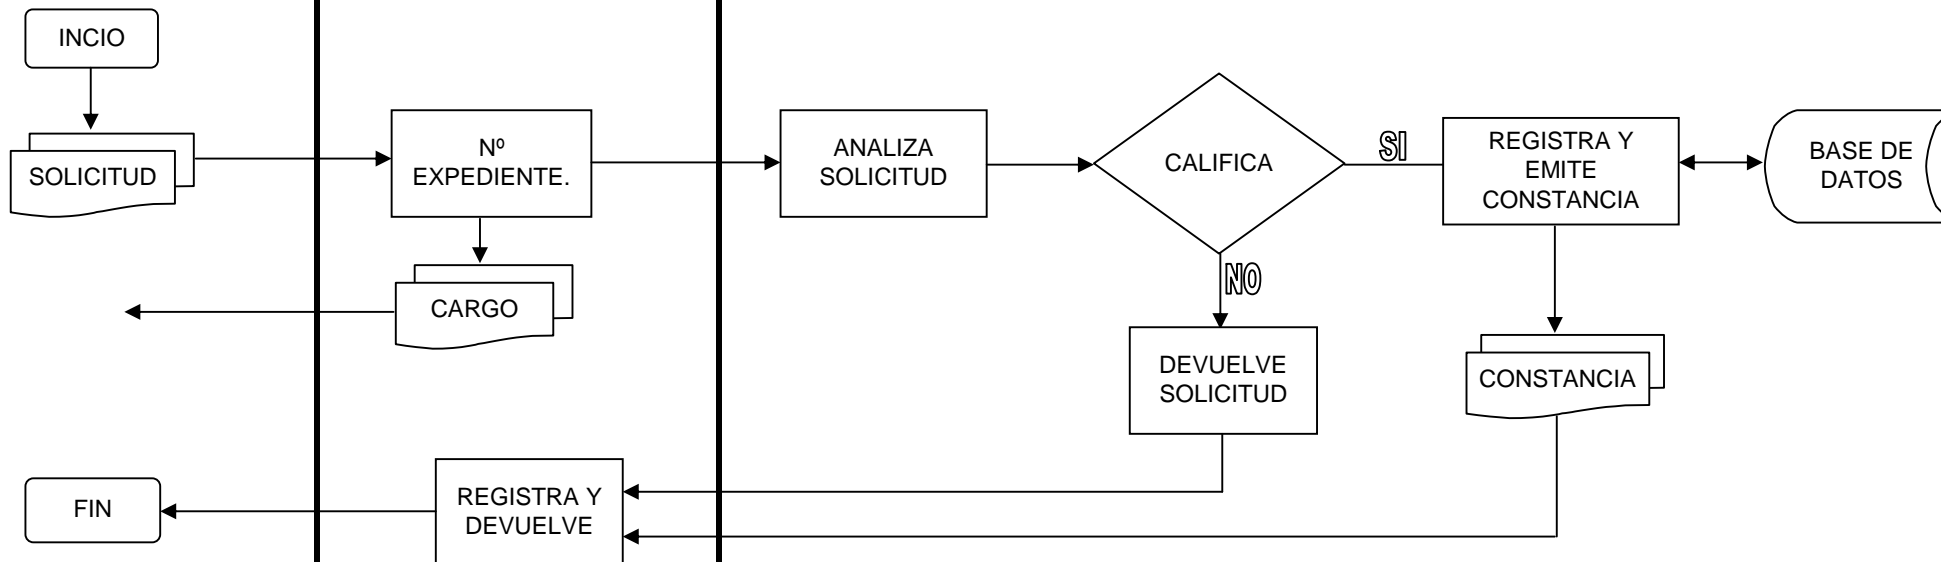 INCIO
SOLICITUD
Nº
EXPEDIENTE.
CARGO
ANALIZA
SOLICITUD
CALIFICA
SI
NO
REGISTRA Y
EMITE
CONSTANCIA
BASE DE
DATOS
DEVUELVE
SOLICITUD
CONSTANCIA
REGISTRA Y
DEVUELVE
FIN